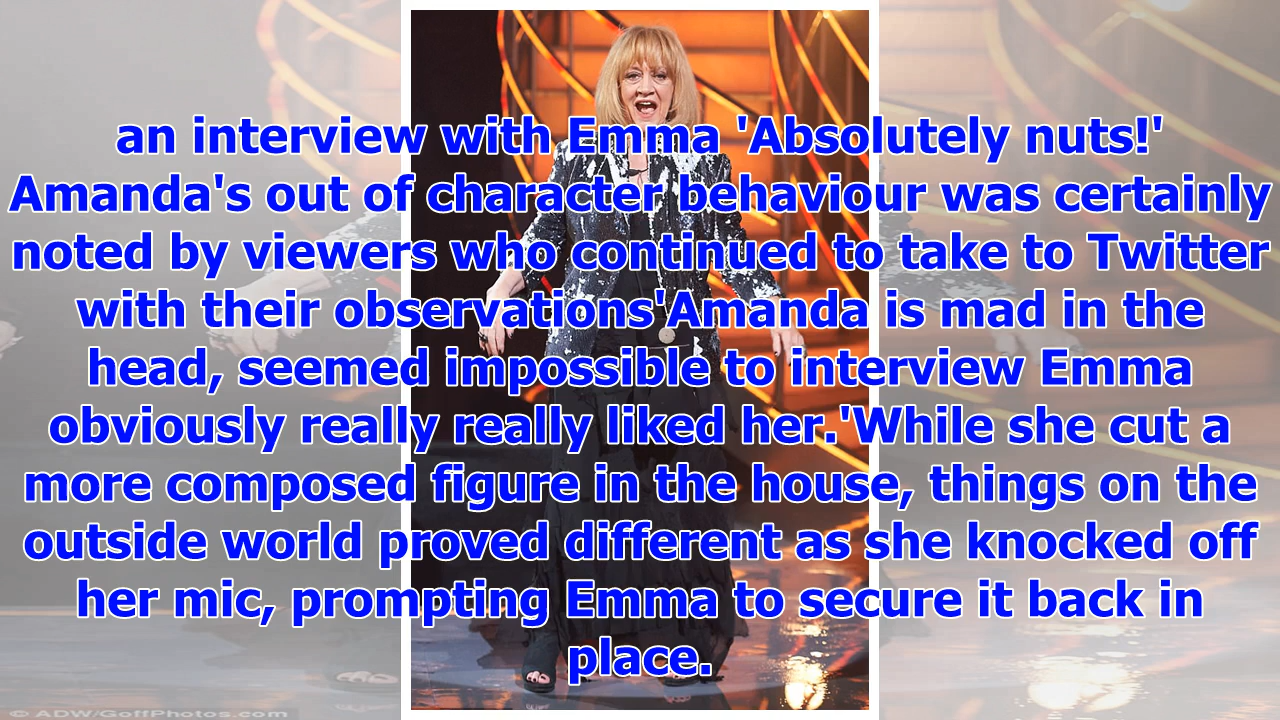 an interview with Emma 'Absolutely nuts!'
Amanda's out of character behaviour was certainly
noted by viewers who continued to take to Twitter
with their observations'Amanda is mad in the
head, seemed impossible to interview Emma
obviously really really liked her.'While she cut a
more composed figure in the house, things on the
outside world proved different as she knocked off
her mic, prompting Emma to secure it back in
place.
© ADW/GoffPhotos.com